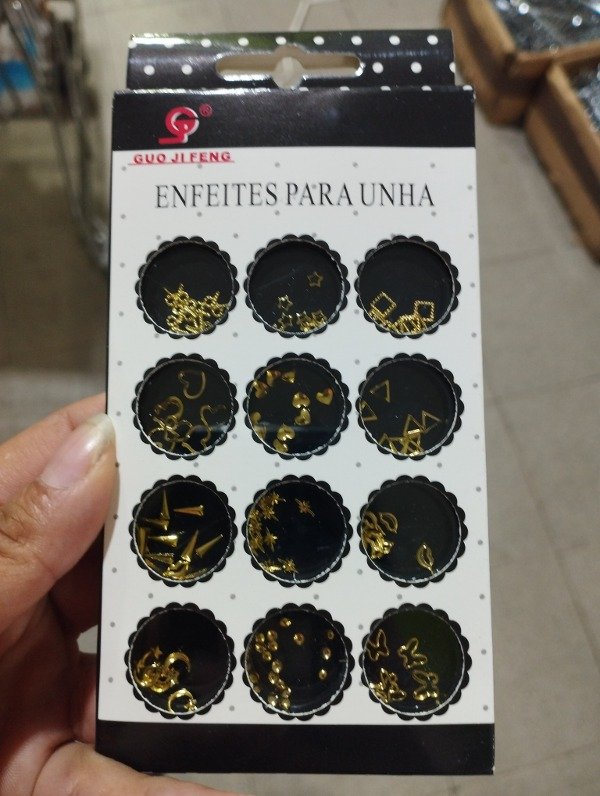 ®
GUO JI FENG
ENFEITES PARA UNHA